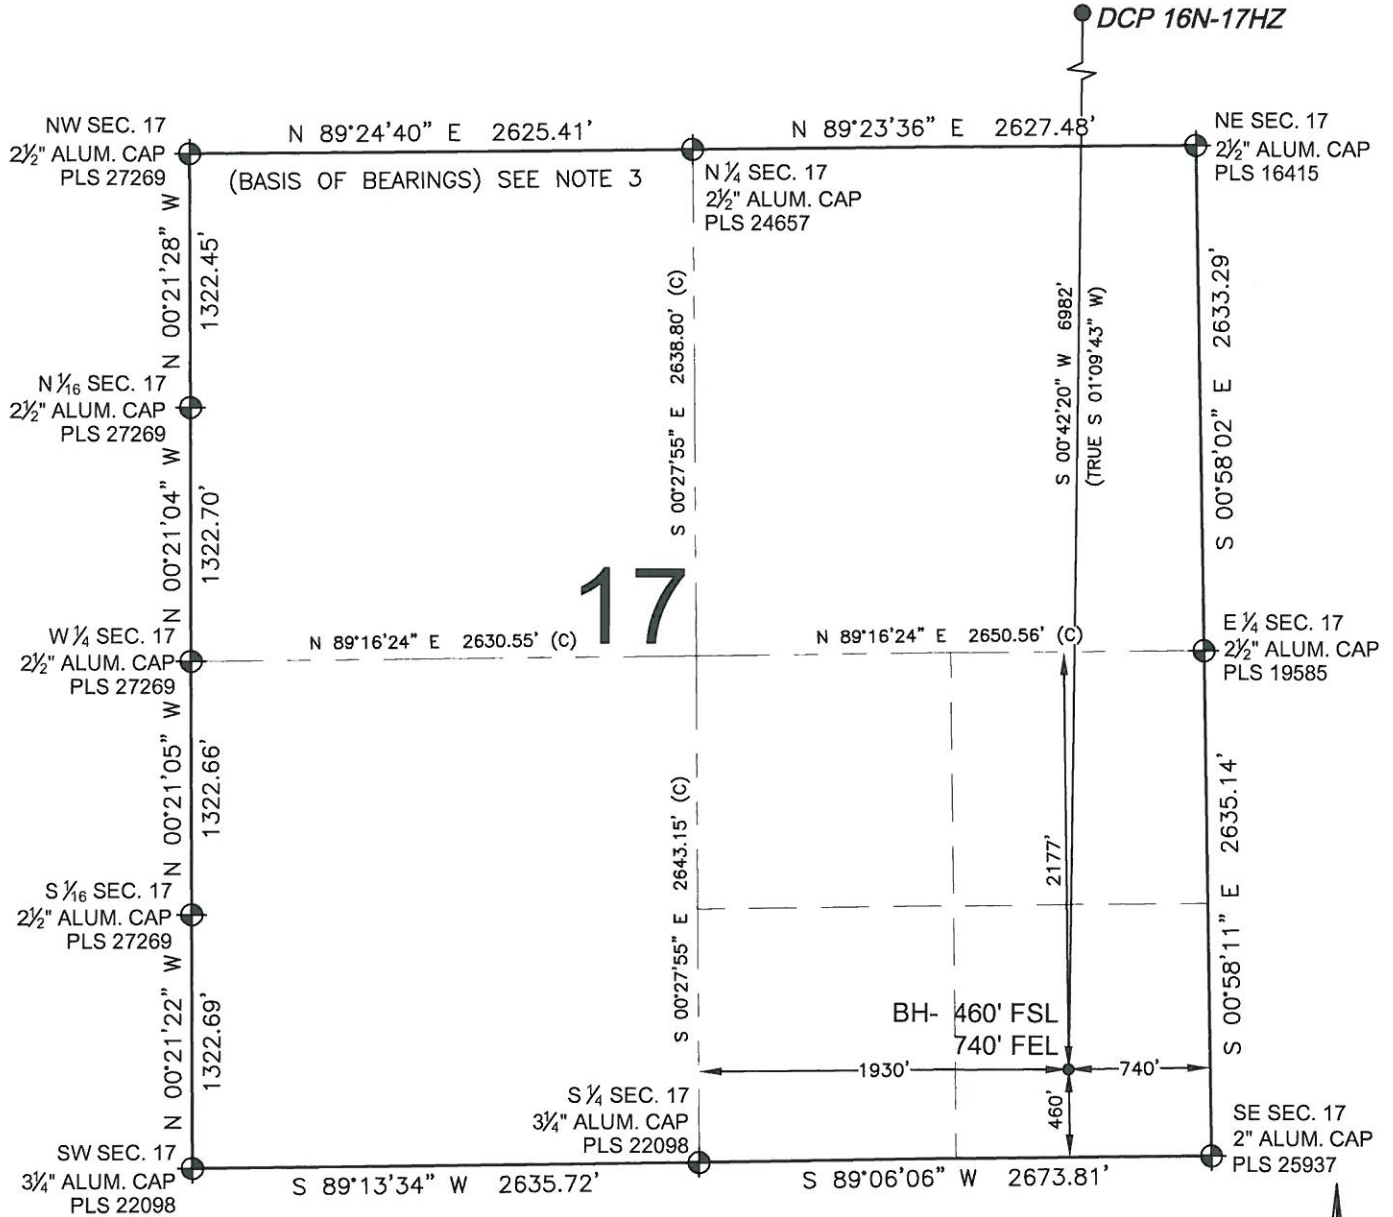 DCP 16N-17HZ
NW SEC. 17
2½" ALUM. CAP
PLS 27269
N 89°24'40" E 2625.41'
(BASIS OF BEARINGS) SEE NOTE 3
N ¼ SEC. 17
2½" ALUM. CAP
PLS 24657
N 89°23'36" E 2627.48'
NE SEC. 17
2½" ALUM. CAP
PLS 16415
N 00°21'28" W
1322.45'
N 1⁄16 SEC. 17
2½" ALUM. CAP
PLS 27269
S 00°27'55" E 2638.80' (C)
S 00°42'20" W 6982'
(TRUE S 01°09'43" W)
S 00°58'02" E 2633.29'
N 00°21'04" W
1322.70'
17
W ¼ SEC. 17
2½" ALUM. CAP
PLS 27269
N 89°16'24" E 2630.55' (C)
N 89°16'24" E 2650.56' (C)
E ¼ SEC. 17
2½" ALUM. CAP
PLS 19585
N 00°21'05" W
1322.66'
S 1⁄16 SEC. 17
2½" ALUM. CAP
PLS 27269
S 00°27'55" E 2643.15' (C)
2177'
S 00°58'11" E 2635.14'
BH- 460' FSL
740' FEL
1930'
740'
460'
N 00°21'22" W
1322.69'
SW SEC. 17
3¼" ALUM. CAP
PLS 22098
S 89°13'34" W 2635.72'
S ¼ SEC. 17
3¼" ALUM. CAP
PLS 22098
S 89°06'06" W 2673.81'
SE SEC. 17
2" ALUM. CAP
PLS 25937